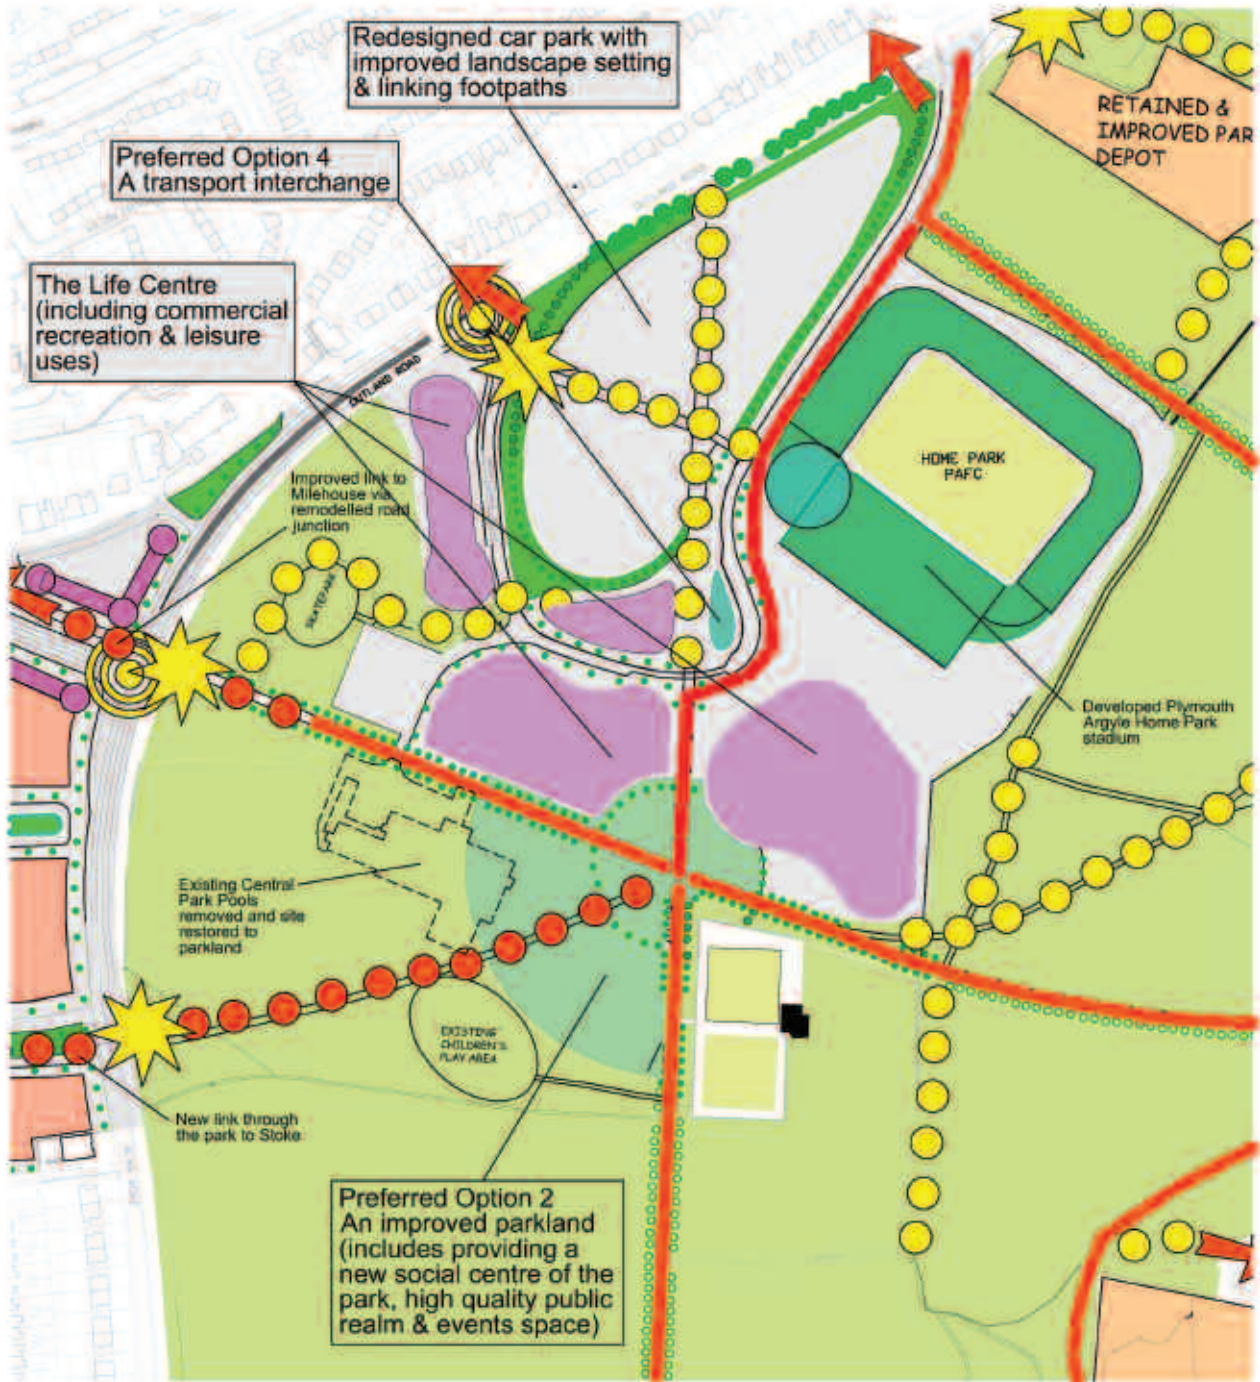 Redesigned car park with
improved landscape setting
& linking footpaths
RETAINED &
IMPROVED PAR
DEPOT
Preferred Option 4
A transport interchange
The Life Centre
(including commercial
recreation & leisure
uses)
OUTLAND ROAD
HOME PARK
PAFC
Improved link to
Milehouse via
remodelled road
junction
SKATEPARK
Developed Plymouth
Argyle Home Park
stadium
Existing Central
Park Pools
removed and site
restored to
parkland
EXISTING
CHILDREN'S
PLAY AREA
New link through
the park to Stoke
Preferred Option 2
An improved parkland
(includes providing a
new social centre of the
park, high quality public
realm & events space)